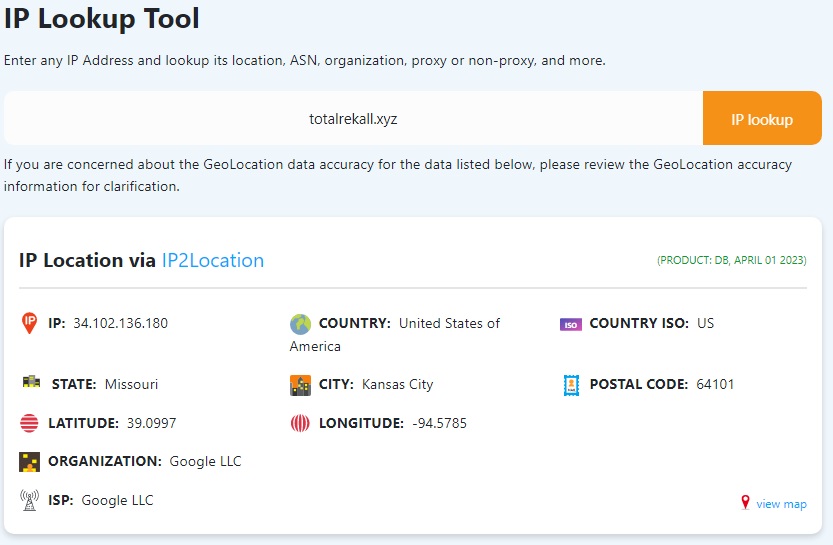 IP Lookup Tool
Enter any IP Address and lookup its location, ASN, organization, proxy or non-proxy, and more.
totalrekall.xyz IP lookup
If you are concerned about the GeoLocation data accuracy for the data listed below, please review the GeoLocation accuracy
information for clarification.
IP Location via IP2Location (PRODUCT: DB, APRIL 01 2023)
IP IP: 34.102.136.180
COUNTRY: United States of
America
ISO COUNTRY ISO: US
STATE: Missouri
CITY: Kansas City
POSTAL CODE: 64101
LATITUDE: 39.0997
LONGITUDE: -94.5785
ORGANIZATION: Google LLC
ISP: Google LLC
view map